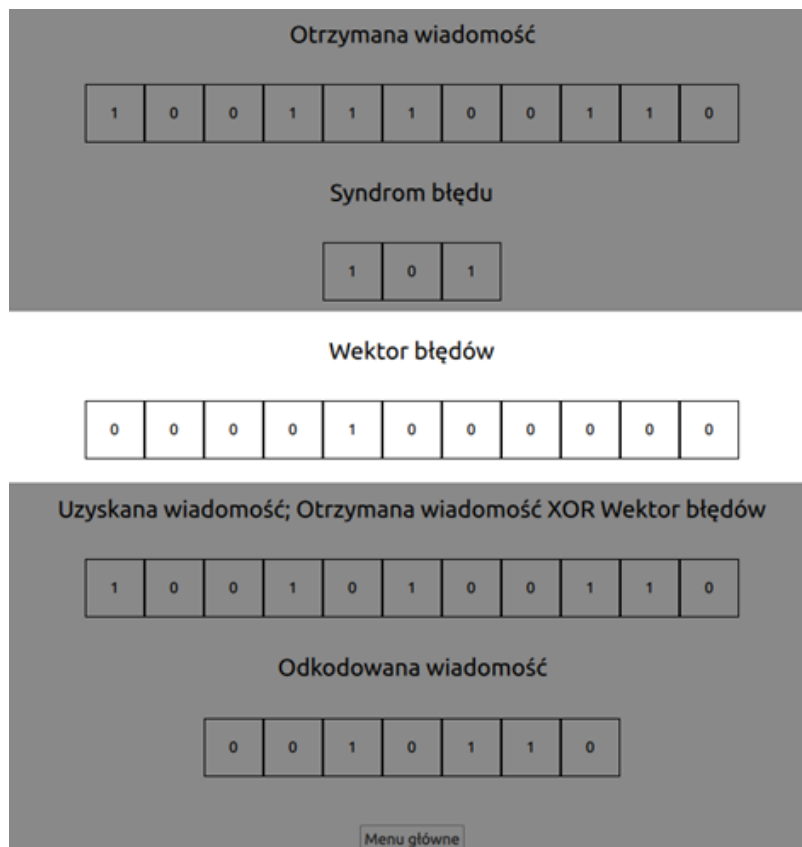 Otrzymana wiadomość
1 0 0 1 1 1 0 0 1 1 0
Syndrom błędu
1 0 1
Wektor błędów
0 0 0 0 1 0 0 0 0 0 0
Uzyskana wiadomość; Otrzymana wiadomość XOR Wektor błędów
1 0 0 1 0 1 0 0 1 1 0
Odkodowana wiadomość
0 0 1 0 1 1 0
Menu główne